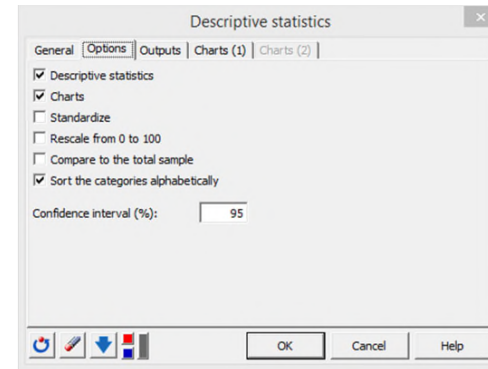 Descriptive statistics
General Options Outputs Charts (1) Charts (2)
Descriptive statistics
Charts
Standardize
Rescale from 0 to 100
Compare to the total sample
Sort the categories alphabetically
Confidence interval (%): 95
OK Cancel Help